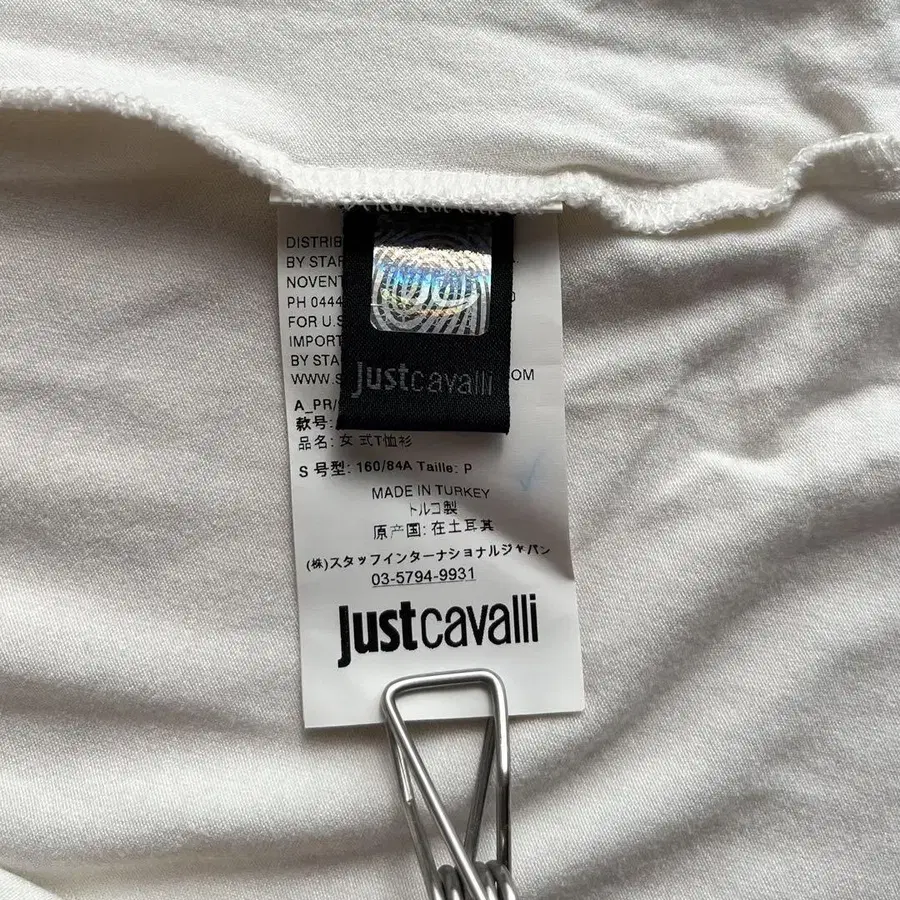 DISTRIB
BY STAF
NOVENT
PH 0444
FOR U.S
IMPORT
BY STA
WWW.S OM
Justcavalli
A_PR/
款号:
品名: 女 式T恤衫
S 号型: 160/84A Taille: P
MADE IN TURKEY
トルコ製
原产国: 在土耳其
(株)スタッフインターナショナルジャパン
03-5794-9931
Justcavalli